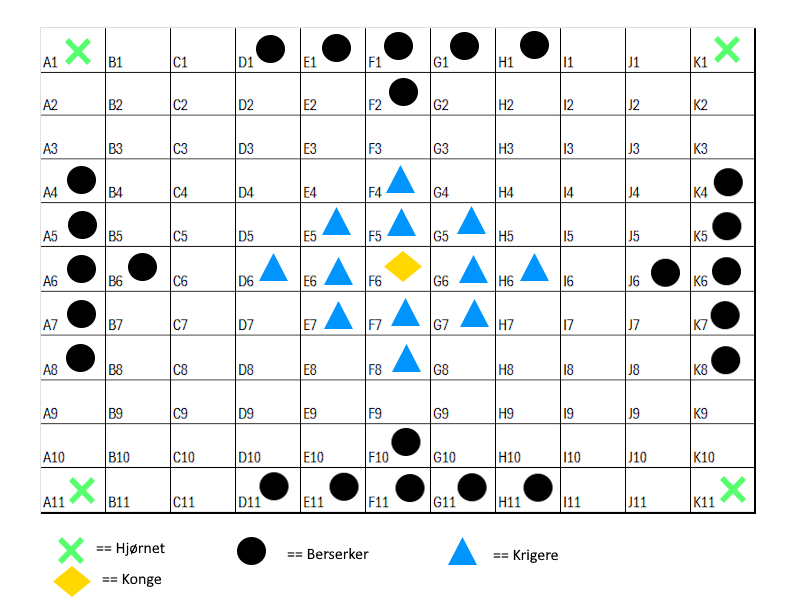 A1 B1 C1 D1 E1 F1 G1 H1 I1 J1 K1
A2 B2 C2 D2 E2 F2 G2 H2 I2 J2 K2
A3 B3 C3 D3 E3 F3 G3 H3 I3 J3 K3
A4 B4 C4 D4 E4 F4 G4 H4 I4 J4 K4
A5 B5 C5 D5 E5 F5 G5 H5 I5 J5 K5
A6 B6 C6 D6 E6 F6 G6 H6 I6 J6 K6
A7 B7 C7 D7 E7 F7 G7 H7 I7 J7 K7
A8 B8 C8 D8 E8 F8 G8 H8 I8 J8 K8
A9 B9 C9 D9 E9 F9 G9 H9 I9 J9 K9
A10 B10 C10 D10 E10 F10 G10 H10 I10 J10 K10
A11 B11 C11 D11 E11 F11 G11 H11 I11 J11 K11
== Hjørnet
== Berserker
== Krigere
== Konge